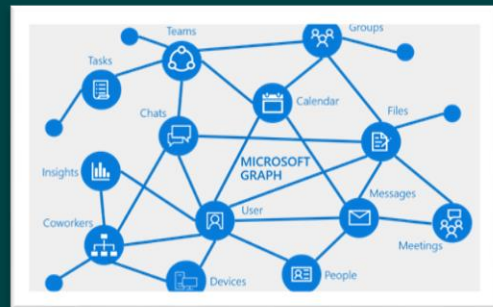 Teams
Groups
Tasks
Calendar
Chats
Files
MICROSOFT
GRAPH
Insights
Messages
User
Coworkers
Meetings
Devices
People